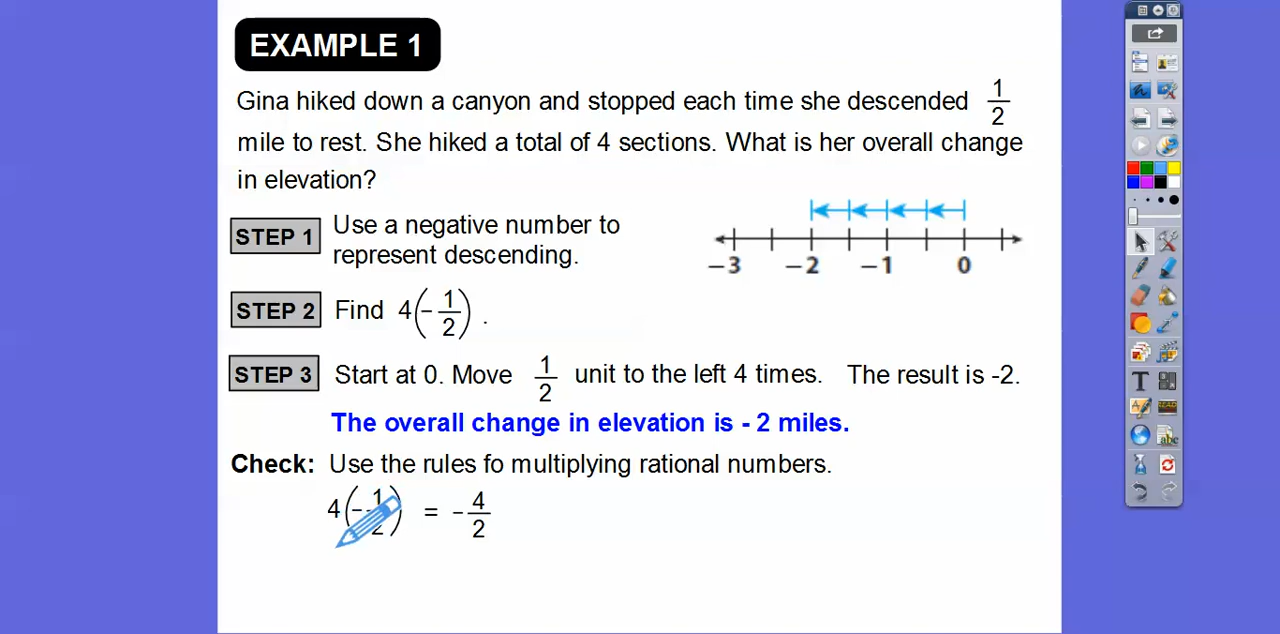 EXAMPLE 1
Gina hiked down a canyon and stopped each time she descended 1/2
mile to rest. She hiked a total of 4 sections. What is her overall change
in elevation?
STEP 1 Use a negative number to
represent descending.
−3 −2 −1 0
STEP 2 Find 4(-1/2).
STEP 3 Start at 0. Move 1/2 unit to the left 4 times. The result is -2.
The overall change in elevation is - 2 miles.
Check: Use the rules fo multiplying rational numbers.
4(-1/2) = -4/2